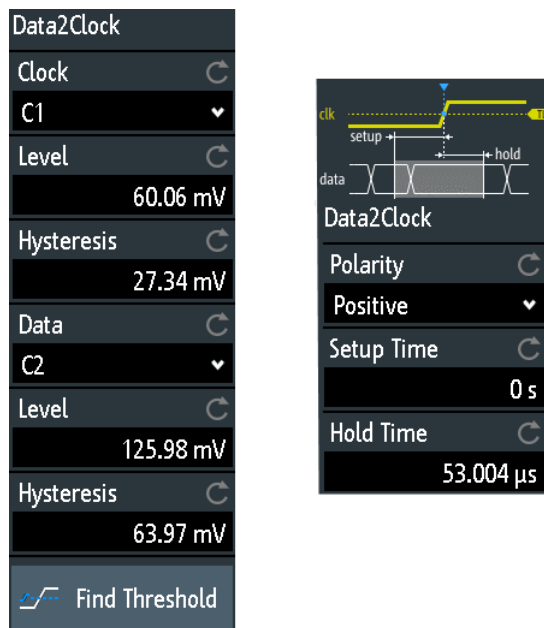 Data2Clock
Clock
C1
Level
60.06 mV
Hysteresis
27.34 mV
Data
C2
Level
125.98 mV
Hysteresis
63.97 mV
Find Threshold
clk
setup
hold
data
Data2Clock
Polarity
Positive
Setup Time
0 s
Hold Time
53.004 µs